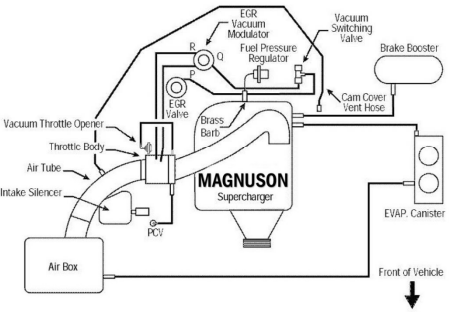 EGR
Vacuum
Modulator
Vacuum
Switching
Valve
R
Q
Fuel Pressure
Regulator
Brake Booster
P
EGR
Valve
Cam Cover
Vent Hose
Brass
Barb
Vacuum Throttle Opener
Throttle Body
Air Tube
MAGNUSON
Supercharger
Intake Silencer
PCV
EVAP. Canister
Air Box
Front of Vehicle